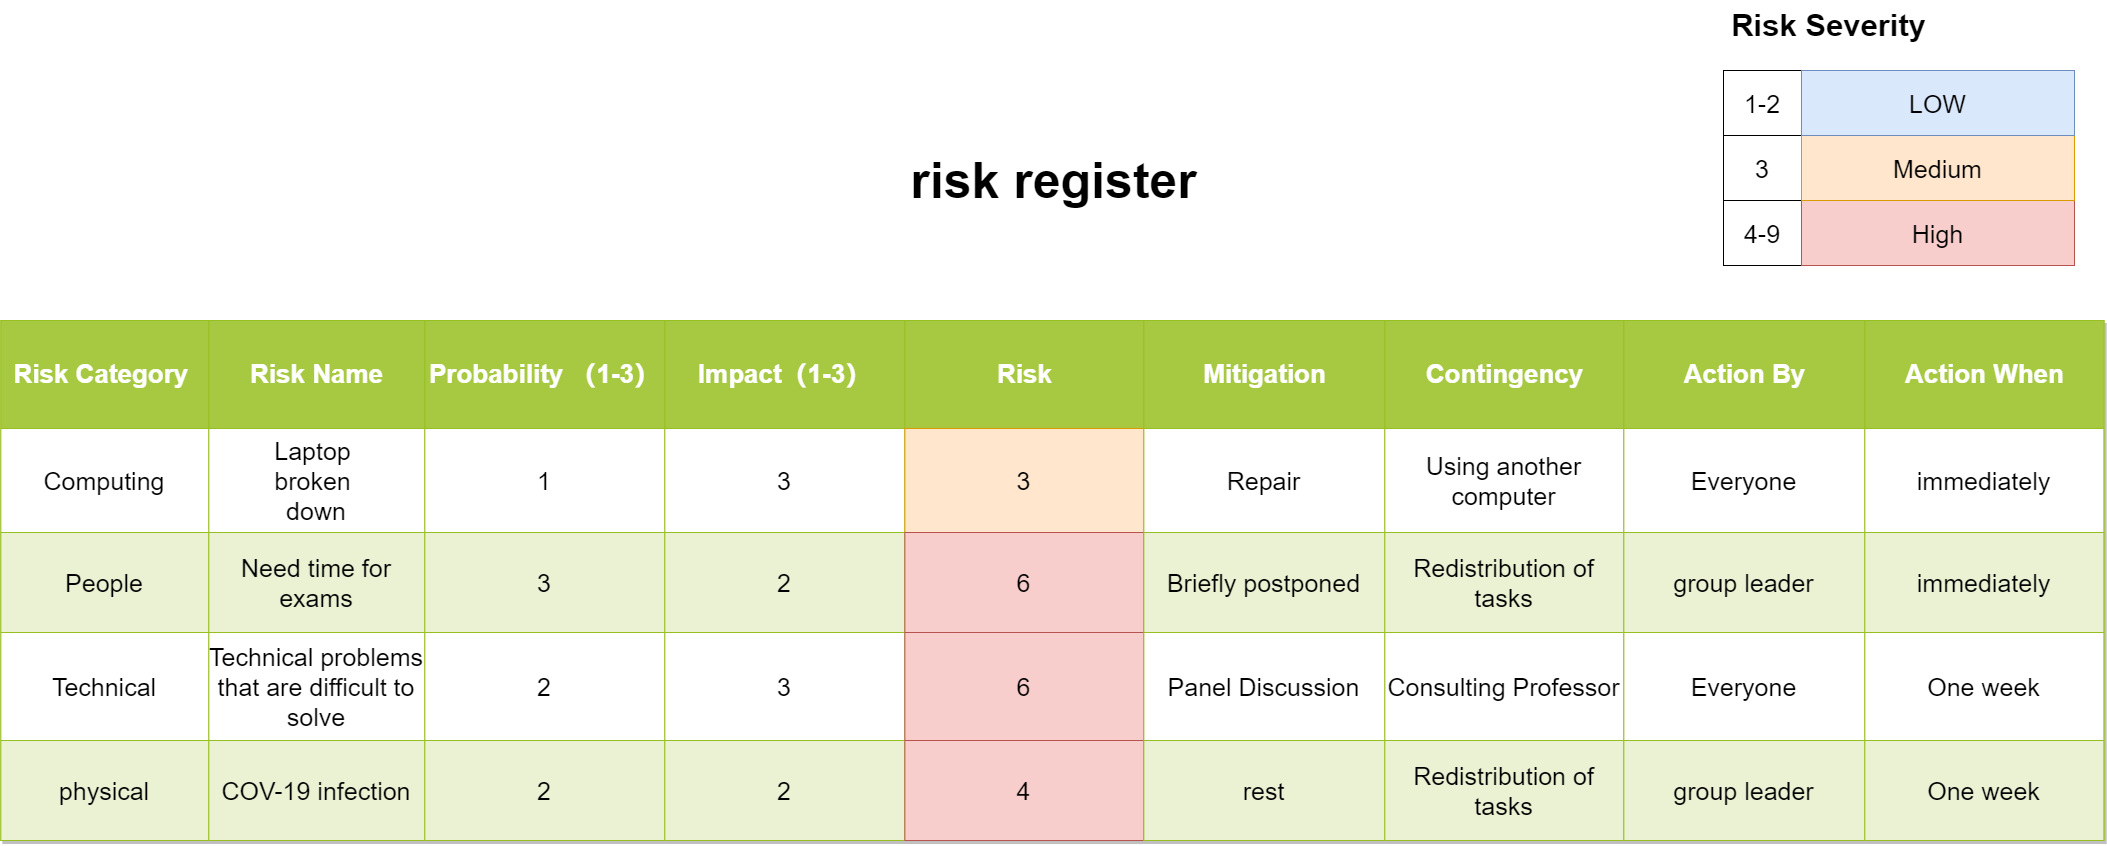 Risk Severity
1-2 LOW
3 Medium
4-9 High
risk register
Risk Category Risk Name Probability （1-3） Impact（1-3） Risk Mitigation Contingency Action By Action When
Computing
Laptop
broken
down
1
3
3
Repair
Using another
computer
Everyone
immediately
People
Need time for
exams
3
2
6
Briefly postponed
Redistribution of
tasks
group leader
immediately
Technical
Technical problems
that are difficult to
solve
2
3
6
Panel Discussion
Consulting Professor
Everyone
One week
physical
COV-19 infection
2
2
4
rest
Redistribution of
tasks
group leader
One week